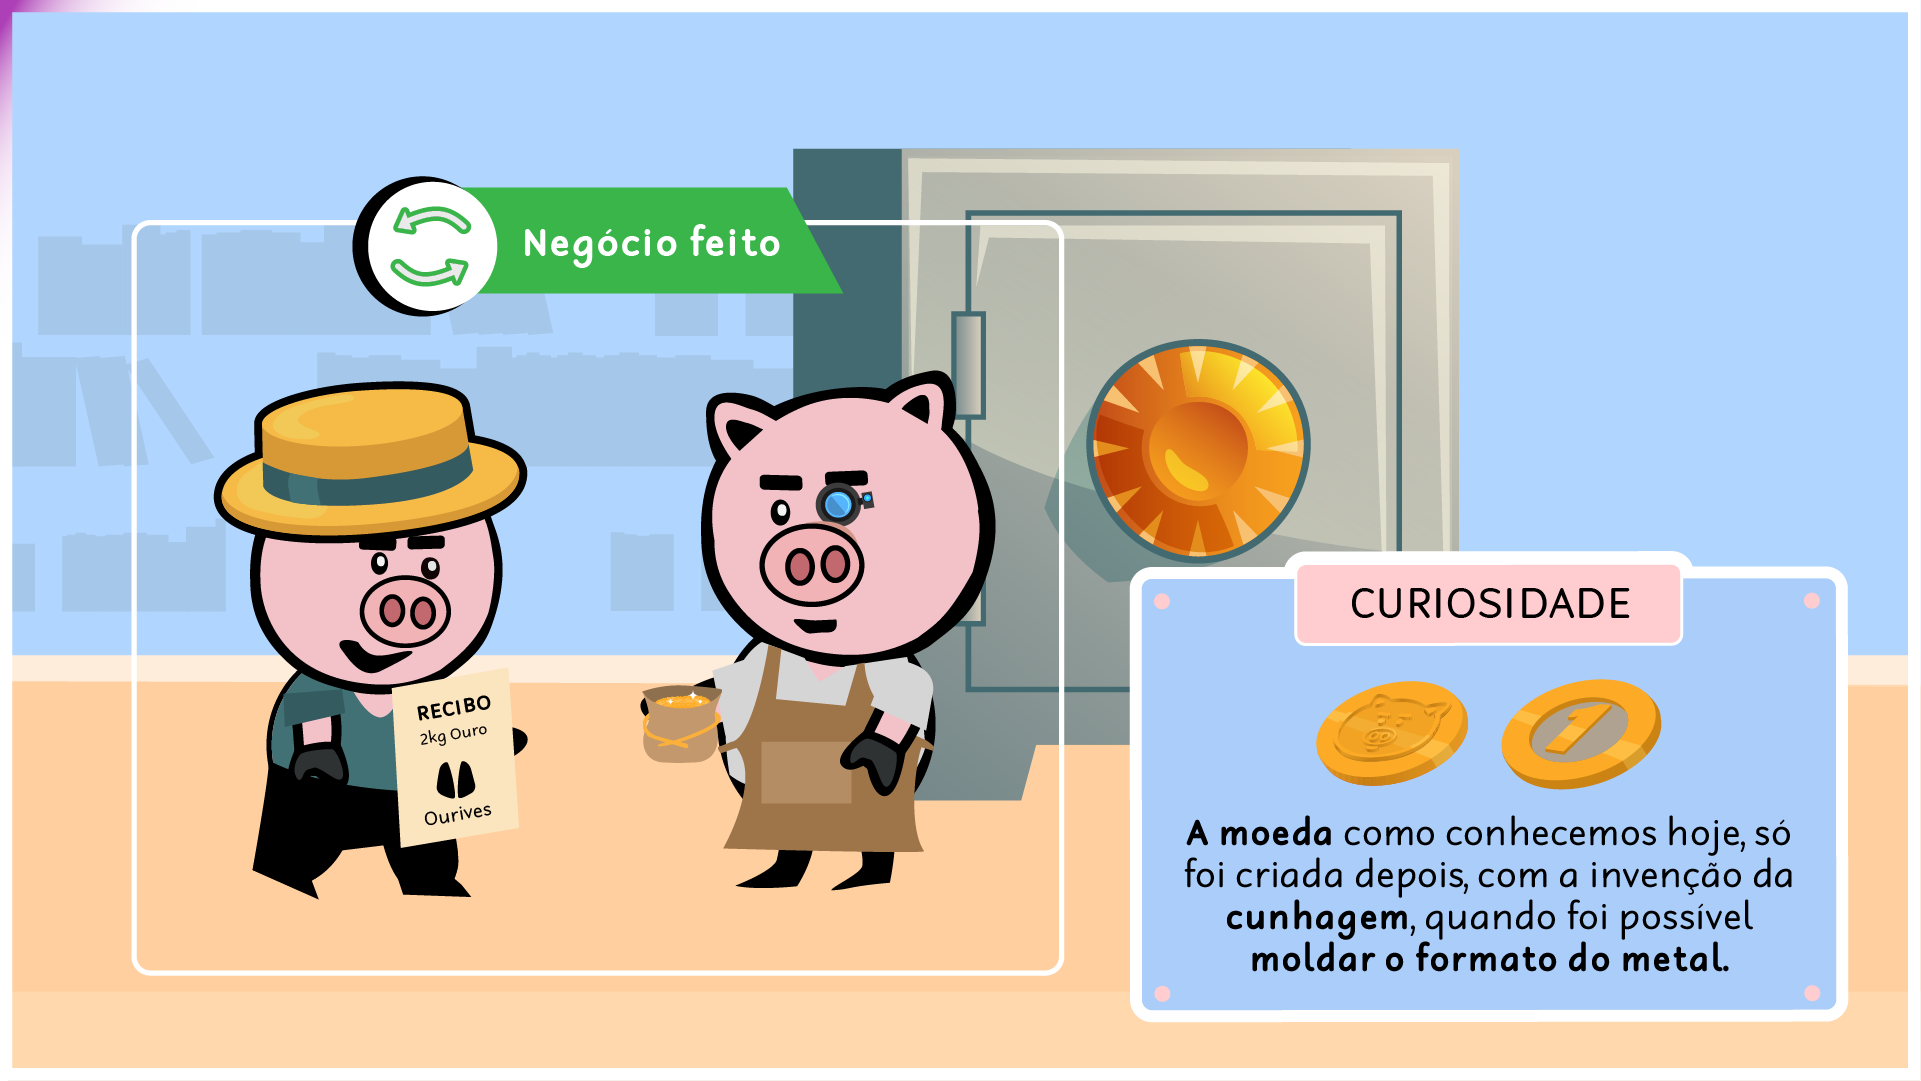 Negócio feito
RECIBO
2kg Ouro
Ourives
CURIOSIDADE
1
A moeda como conhecemos hoje, só
foi criada depois, com a invenção da
cunhagem, quando foi possível
moldar o formato do metal.